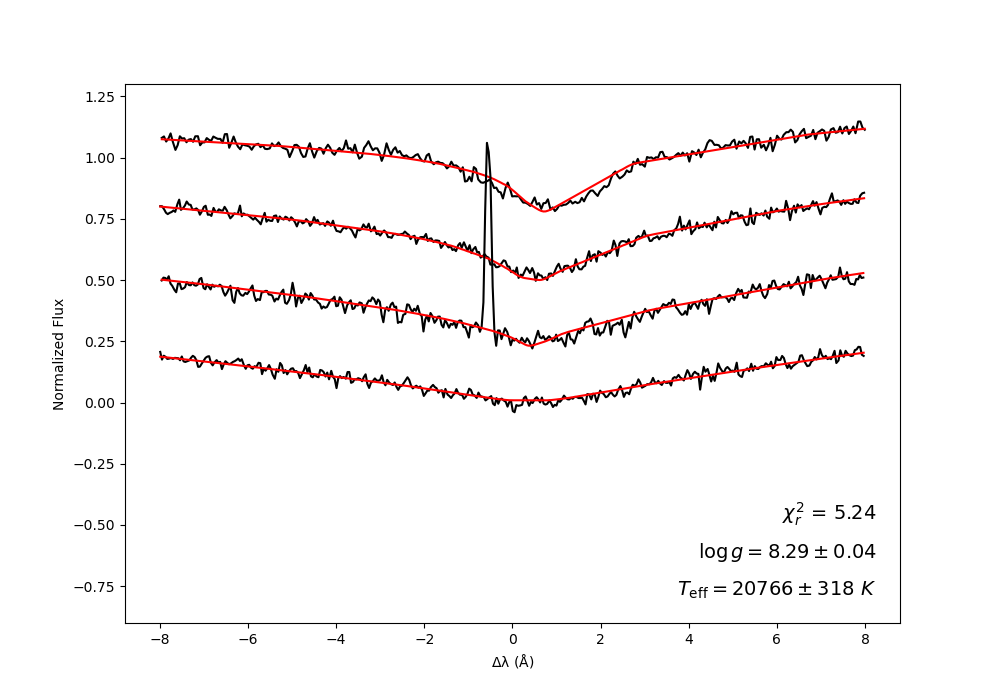 1.25
1.00
0.75
0.50
0.25
0.00
−0.25
−0.50
−0.75
Normalized Flux
χ²ᵣ = 5.24
log g = 8.29 ± 0.04
T_eff = 20766 ± 318 K
−8 −6 −4 −2 0 2 4 6 8
Δλ (Å)